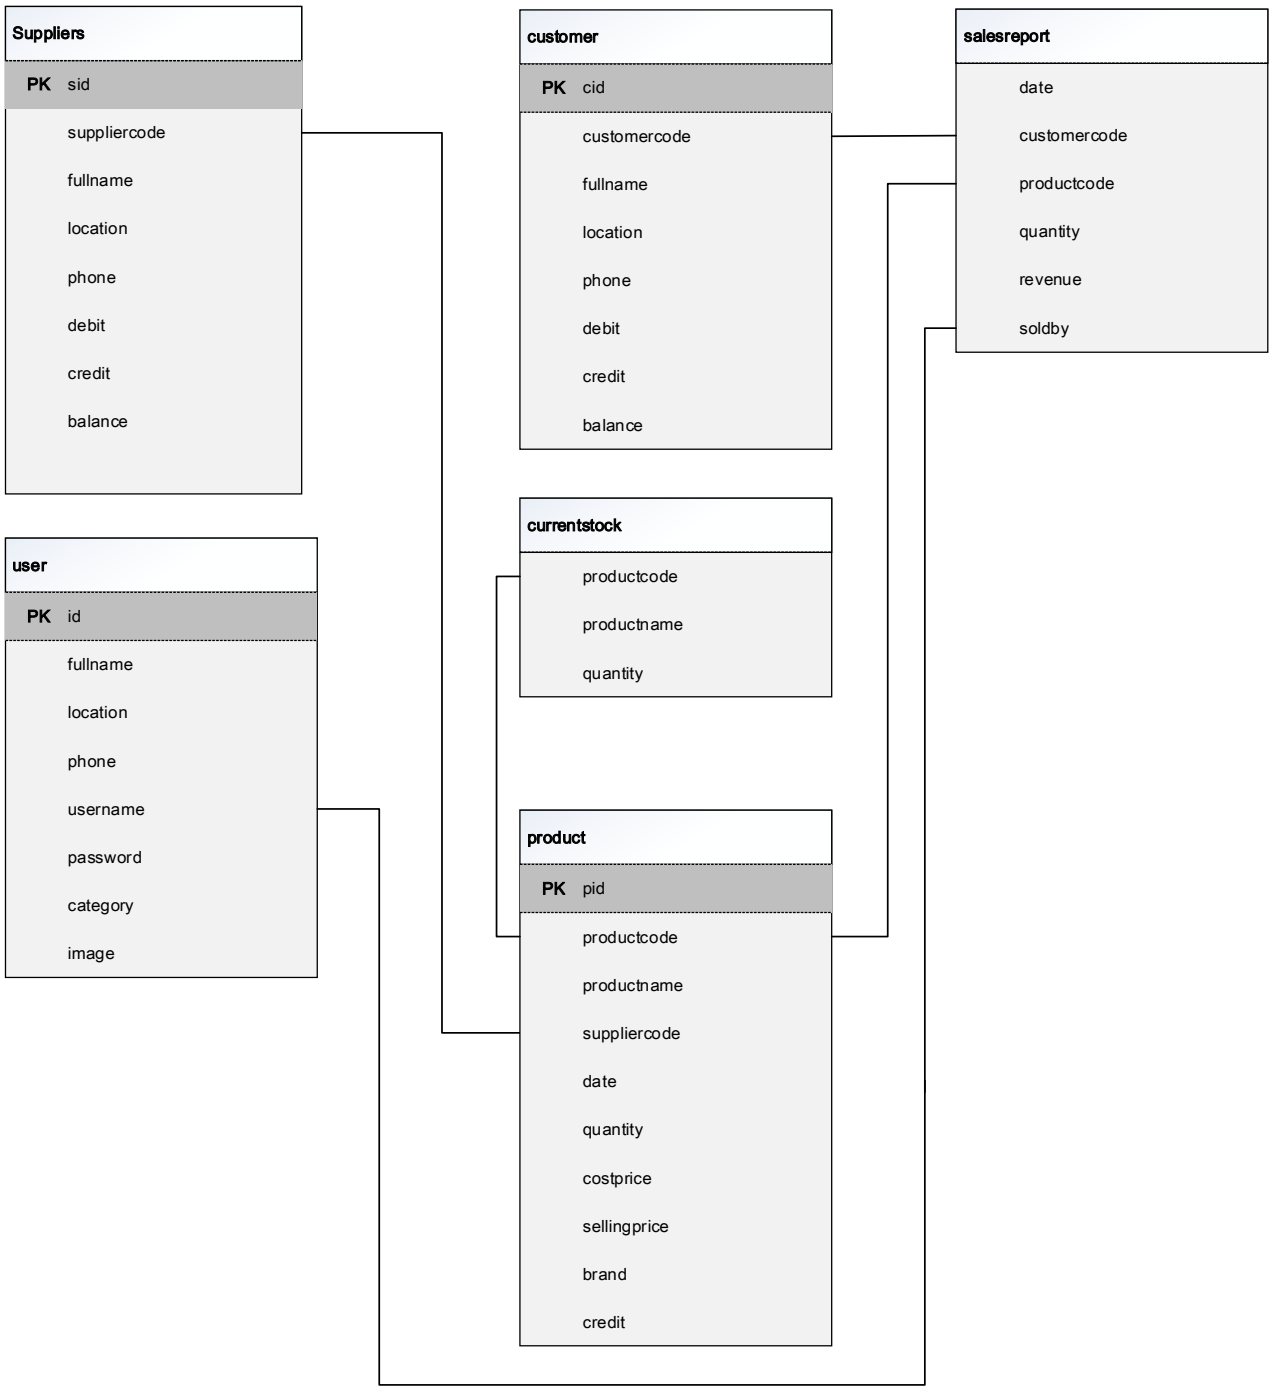 Suppliers
PK sid
suppliercode
fullname
location
phone
debit
credit
balance
customer
PK cid
customercode
fullname
location
phone
debit
credit
balance
salesreport
date
customercode
productcode
quantity
revenue
soldby
user
PK id
fullname
location
phone
username
password
category
image
currentstock
productcode
productname
quantity
product
PK pid
productcode
productname
suppliercode
date
quantity
costprice
sellingprice
brand
credit